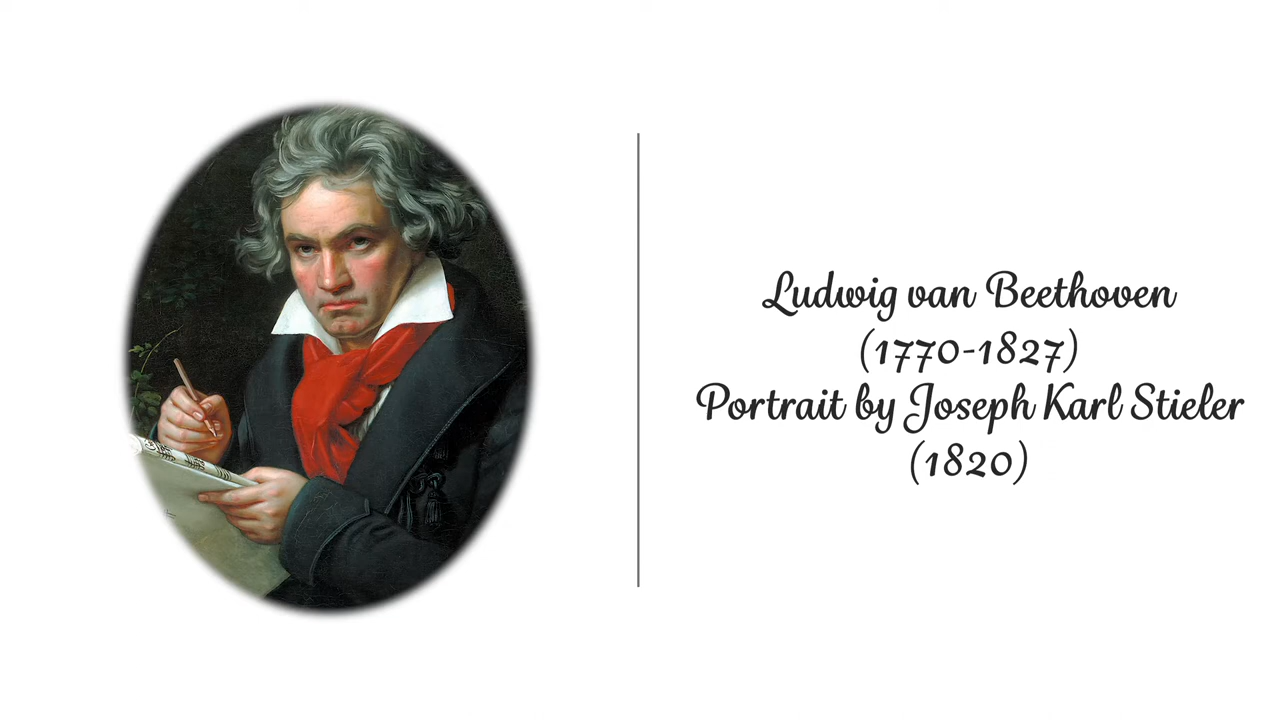 Ludwig van Beethoven
(1770-1827)
Portrait by Joseph Karl Stieler
(1820)